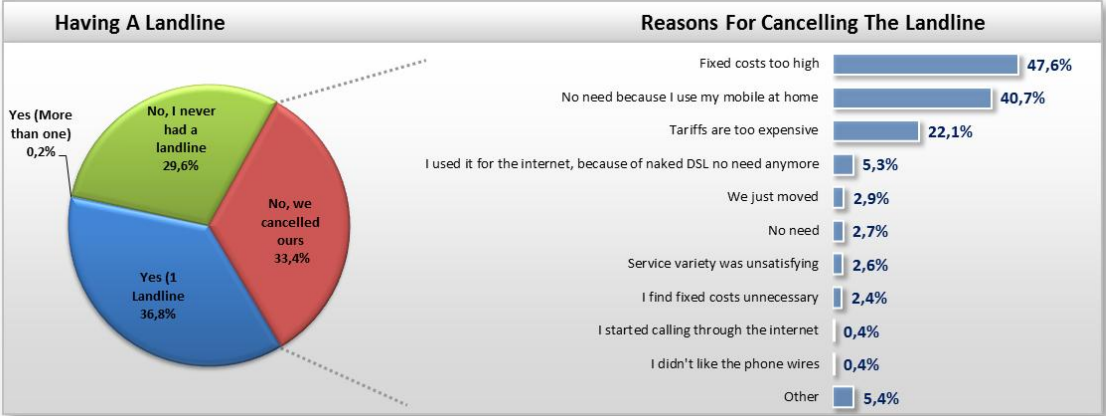 Having A Landline
Reasons For Cancelling The Landline
Yes (More
than one)
0,2%
No, I never
had a
landline
29,6%
No, we
cancelled
ours
33,4%
Yes (1
Landline
36,8%
Fixed costs too high 47,6%
No need because I use my mobile at home 40,7%
Tariffs are too expensive 22,1%
I used it for the internet, because of naked DSL no need anymore 5,3%
We just moved 2,9%
No need 2,7%
Service variety was unsatisfying 2,6%
I find fixed costs unnecessary 2,4%
I started calling through the internet 0,4%
I didn't like the phone wires 0,4%
Other 5,4%